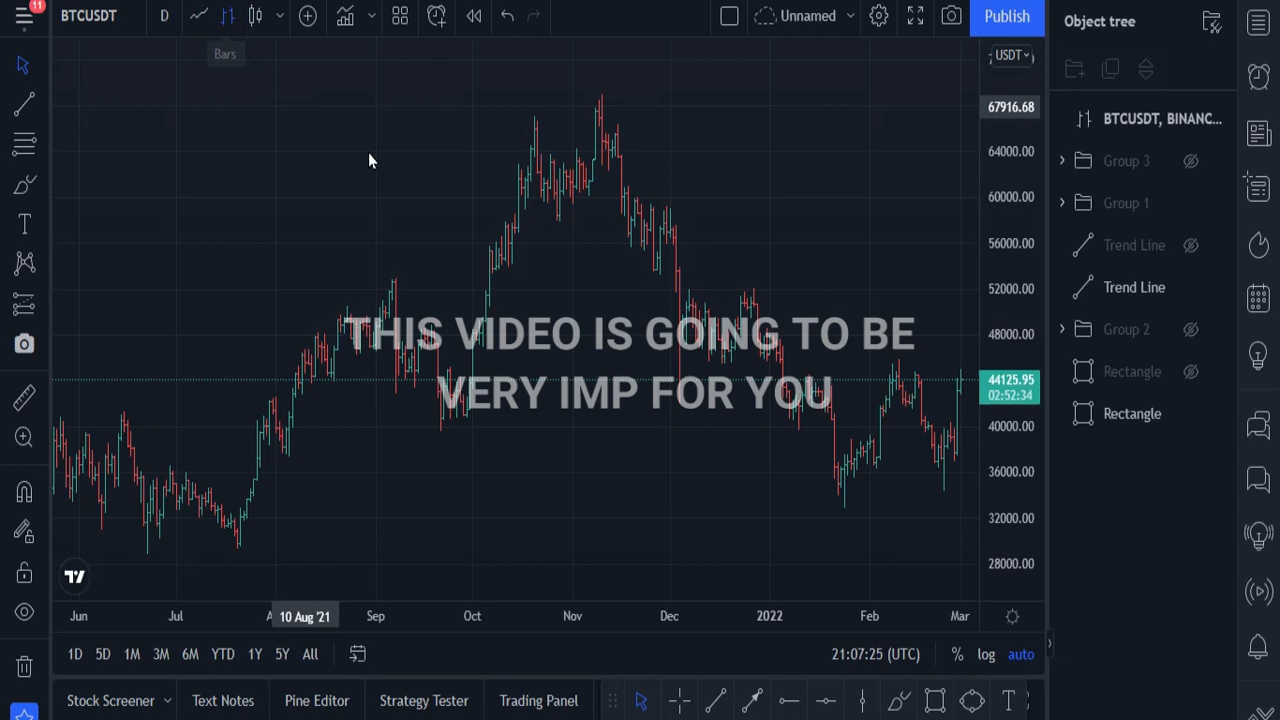 11
BTCUSDT
D
Unnamed
Publish
Object tree
Bars
USDT
67916.68
64000.00
60000.00
56000.00
52000.00
48000.00
44125.95
02:52:34
40000.00
36000.00
32000.00
28000.00
THIS VIDEO IS GOING TO BE
VERY IMP FOR YOU
BTCUSDT, BINANC...
Group 3
Group 1
Trend Line
Trend Line
Group 2
Rectangle
Rectangle
Jun Jul A 10 Aug '21 Sep Oct Nov Dec 2022 Feb Mar
1D 5D 1M 3M 6M YTD 1Y 5Y All 21:07:25 (UTC) % log auto
Stock Screener Text Notes Pine Editor Strategy Tester Trading Panel